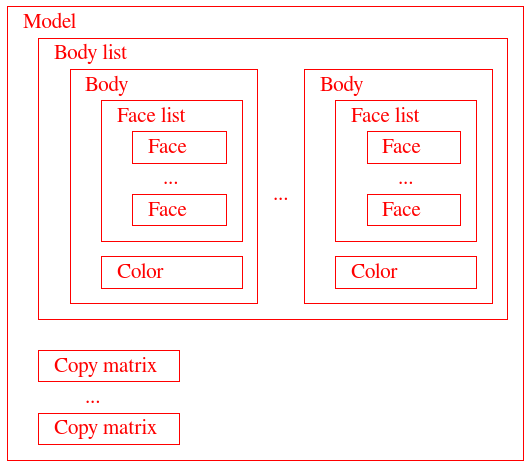 Model
Body list
Body
Face list
Face
...
Face
Color
...
Body
Face list
Face
...
Face
Color
Copy matrix
...
Copy matrix